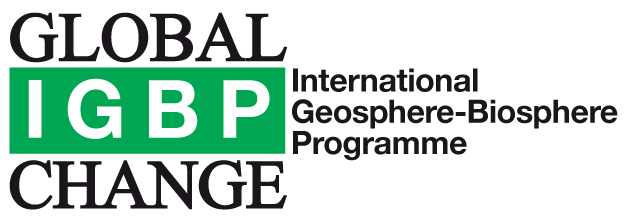 GLOBAL
IGBP
CHANGE
International
Geosphere-Biosphere
Programme